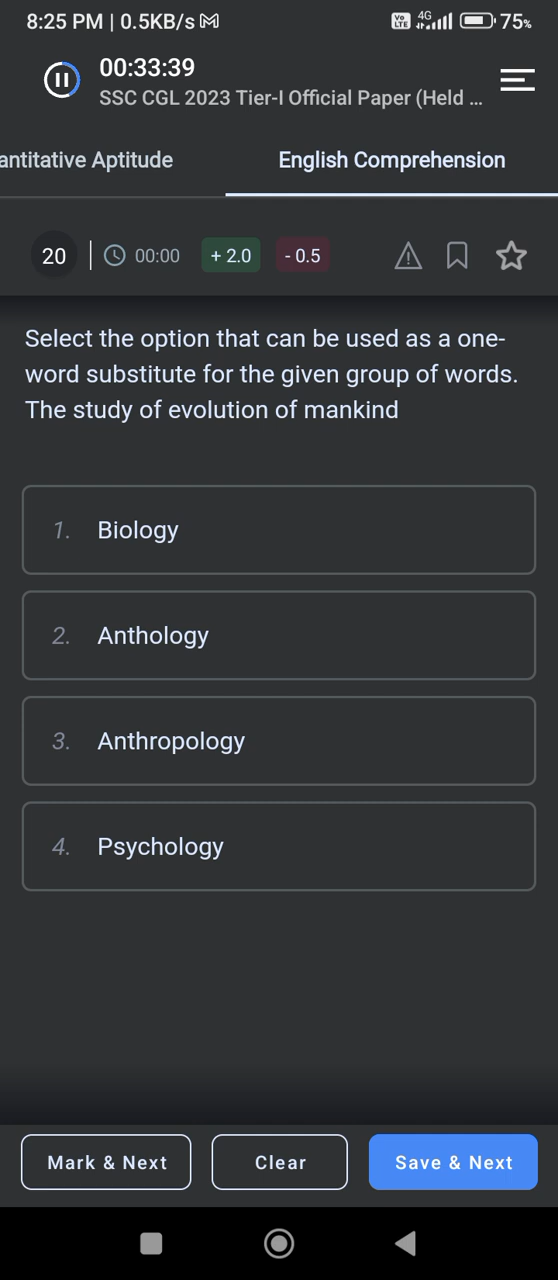 8:25 PM | 0.5KB/s M Vo LTE 4G 75%
00:33:39
SSC CGL 2023 Tier-I Official Paper (Held ...
antitative Aptitude English Comprehension
20 | 00:00 + 2.0 - 0.5
Select the option that can be used as a one-
word substitute for the given group of words.
The study of evolution of mankind
1. Biology
2. Anthology
3. Anthropology
4. Psychology
Mark & Next Clear Save & Next